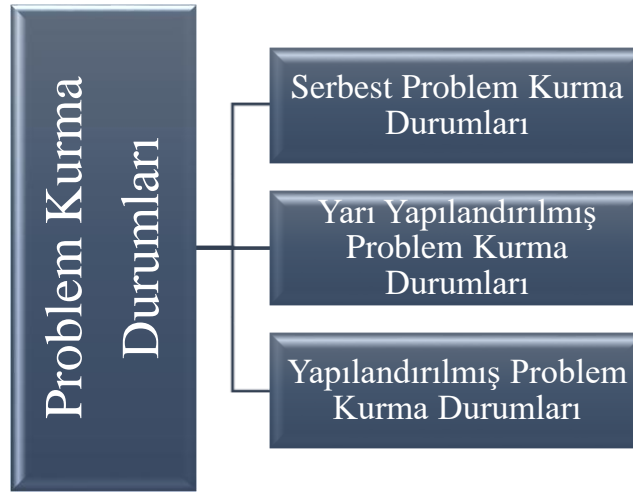 Problem Kurma
Durumları
Serbest Problem Kurma
Durumları
Yarı Yapılandırılmış
Problem Kurma
Durumları
Yapılandırılmış Problem
Kurma Durumları